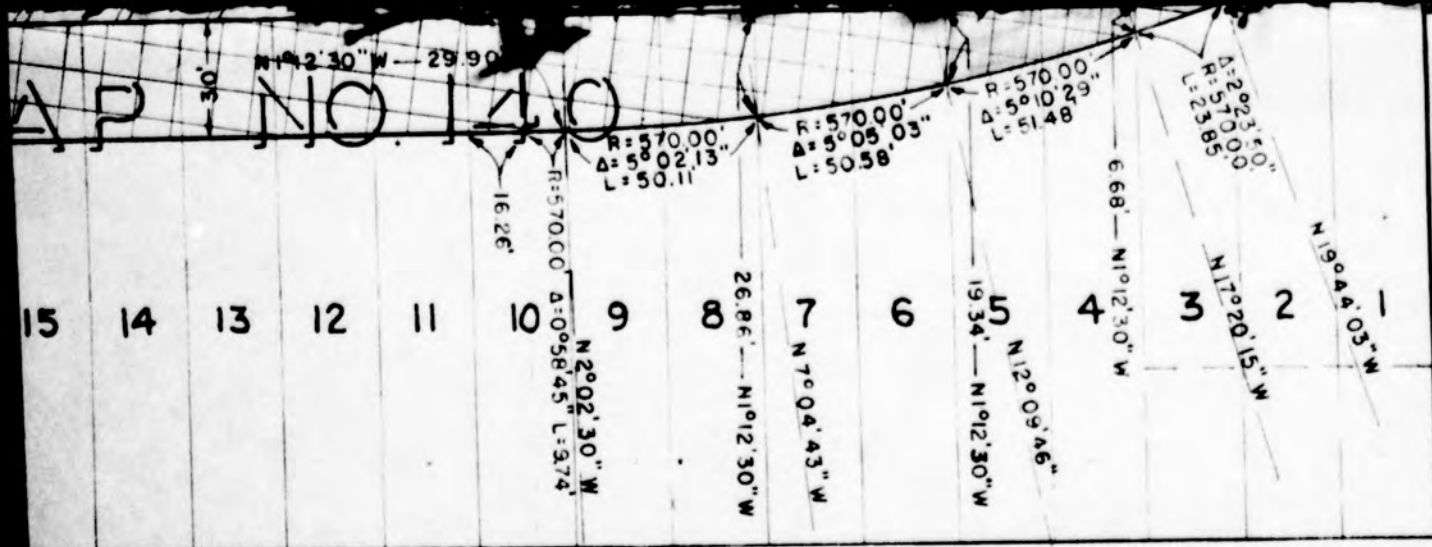 N1°12'30"W — 29.90
30'
AP NO 140
R=570.00'
Δ=5°02'13"
L=50.11'
R=570.00'
Δ=5°05'03"
L=50.58'
R=570.00'
Δ=5°10'29"
L=51.48'
Δ=2°23'50"
R=570.00'
L=23.85'
16.26'
R=570.00' Δ=0°58'45" L=9.74'
N2°02'30"W
26.86' — N1°12'30"W
N7°04'43"W
19.34' — N1°12'30"W
N12°09'46"
6.68' — N1°12'30"W
N17°20'15"W
N19°44'03"W
15 14 13 12 11 10 9 8 7 6 5 4 3 2 1